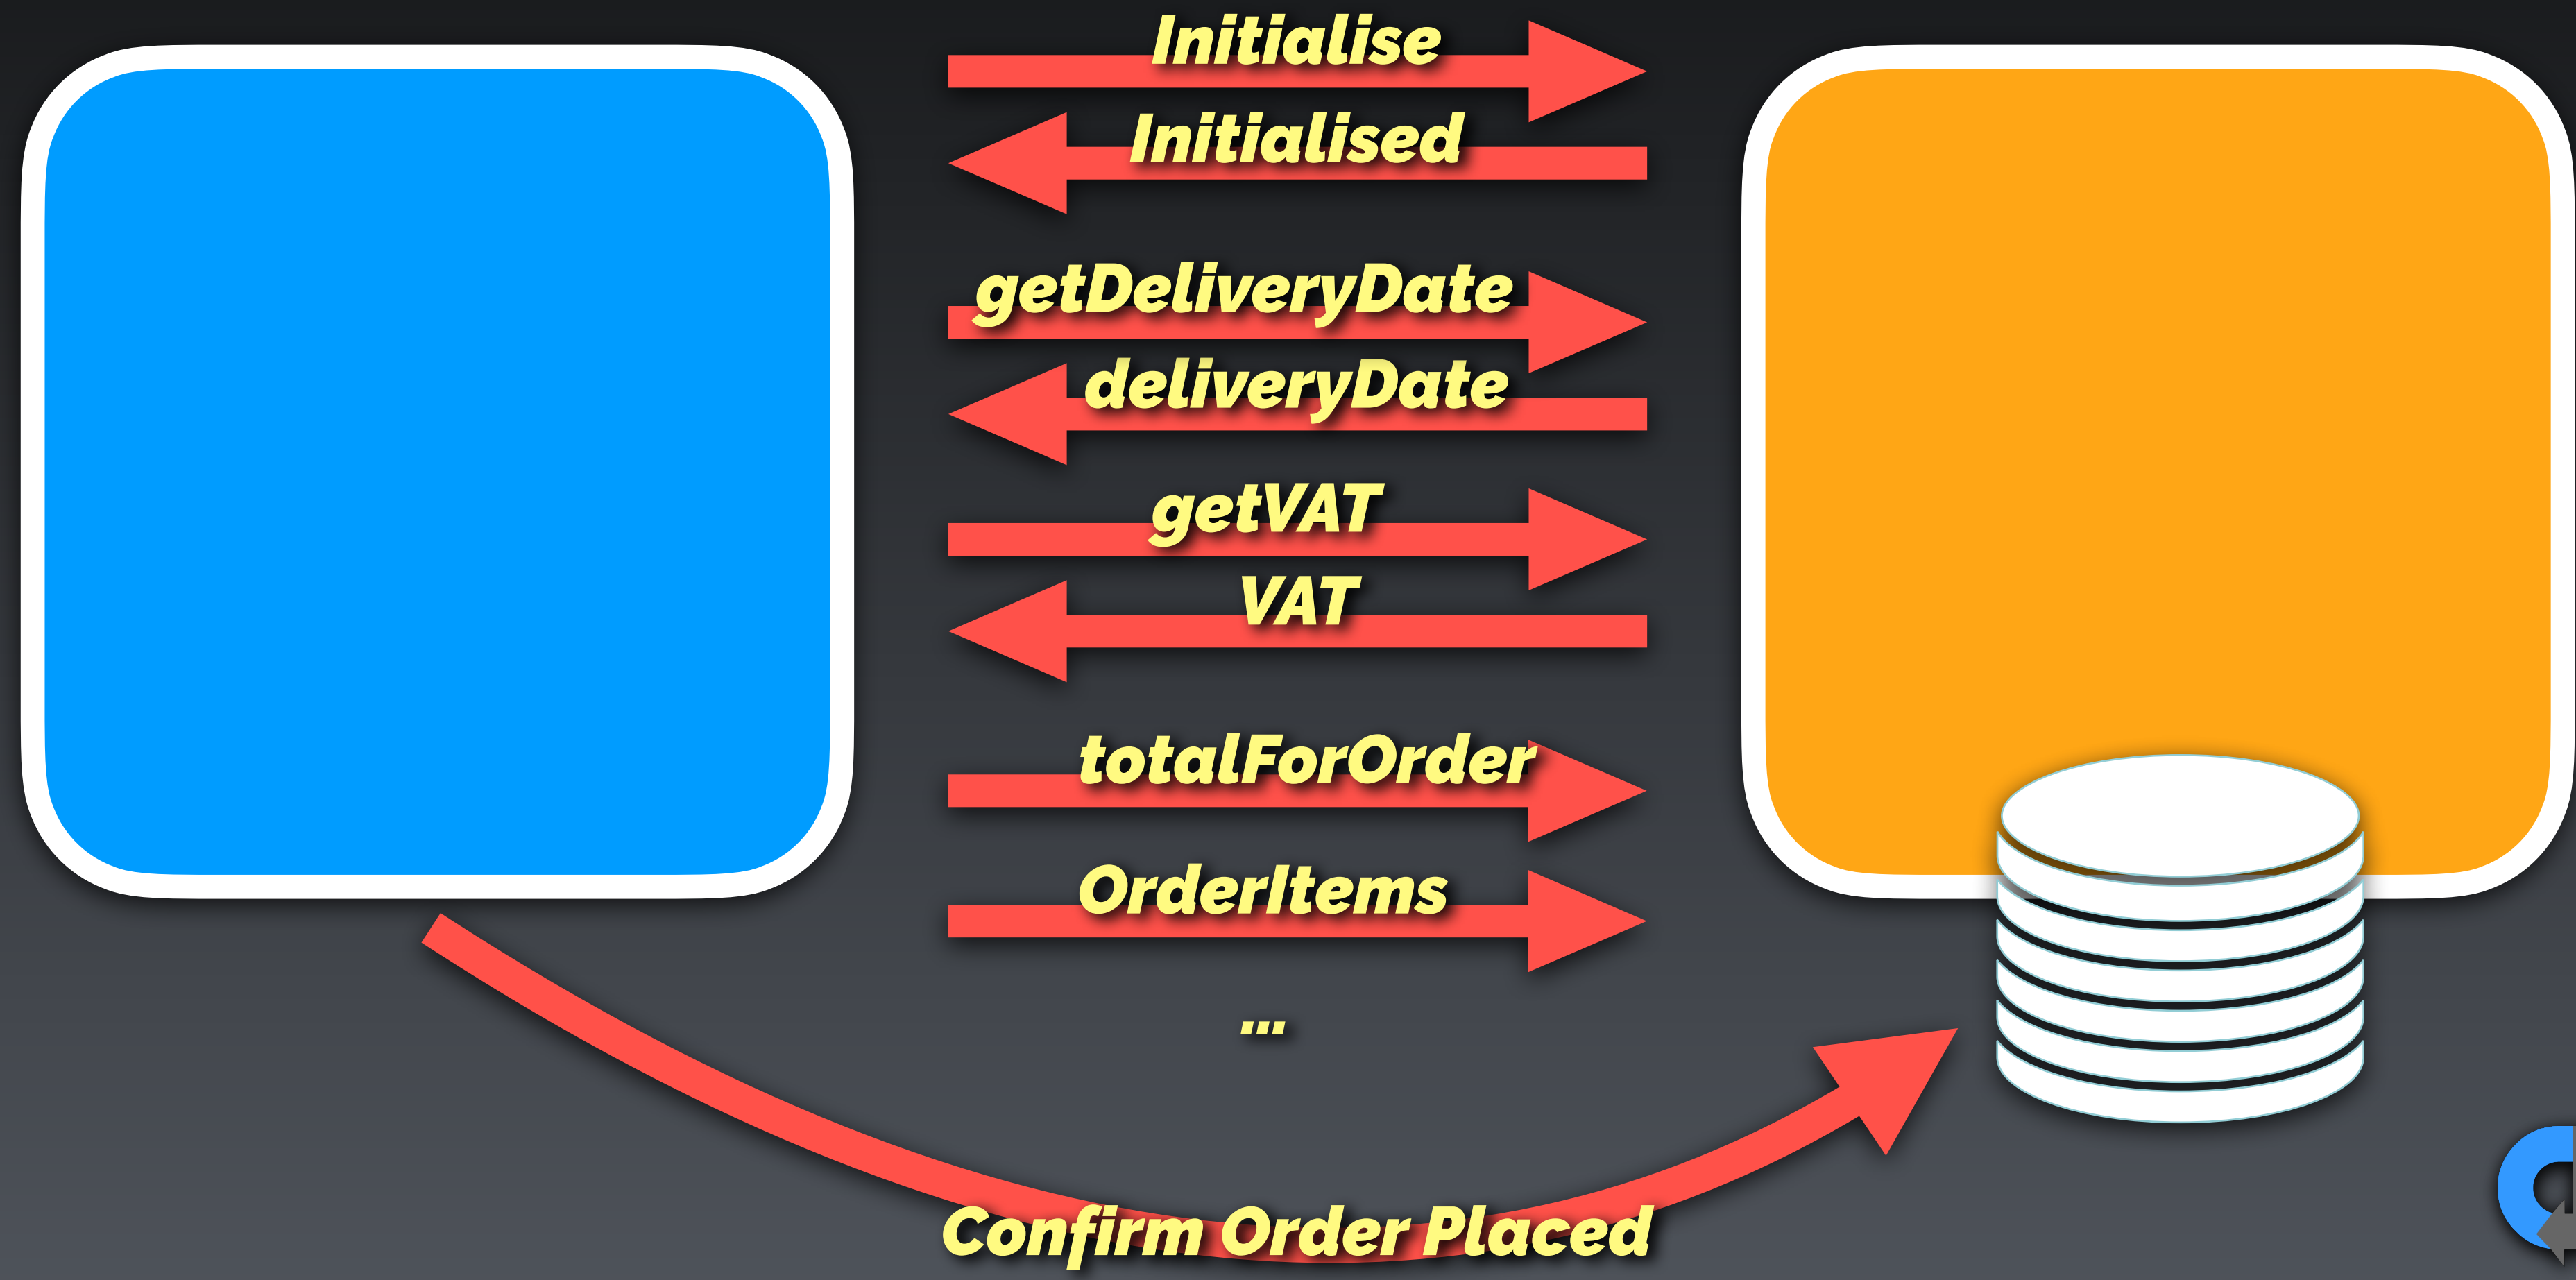 Initialise
Initialised
getDeliveryDate
deliveryDate
getVAT
VAT
totalForOrder
OrderItems
...
Confirm Order Placed